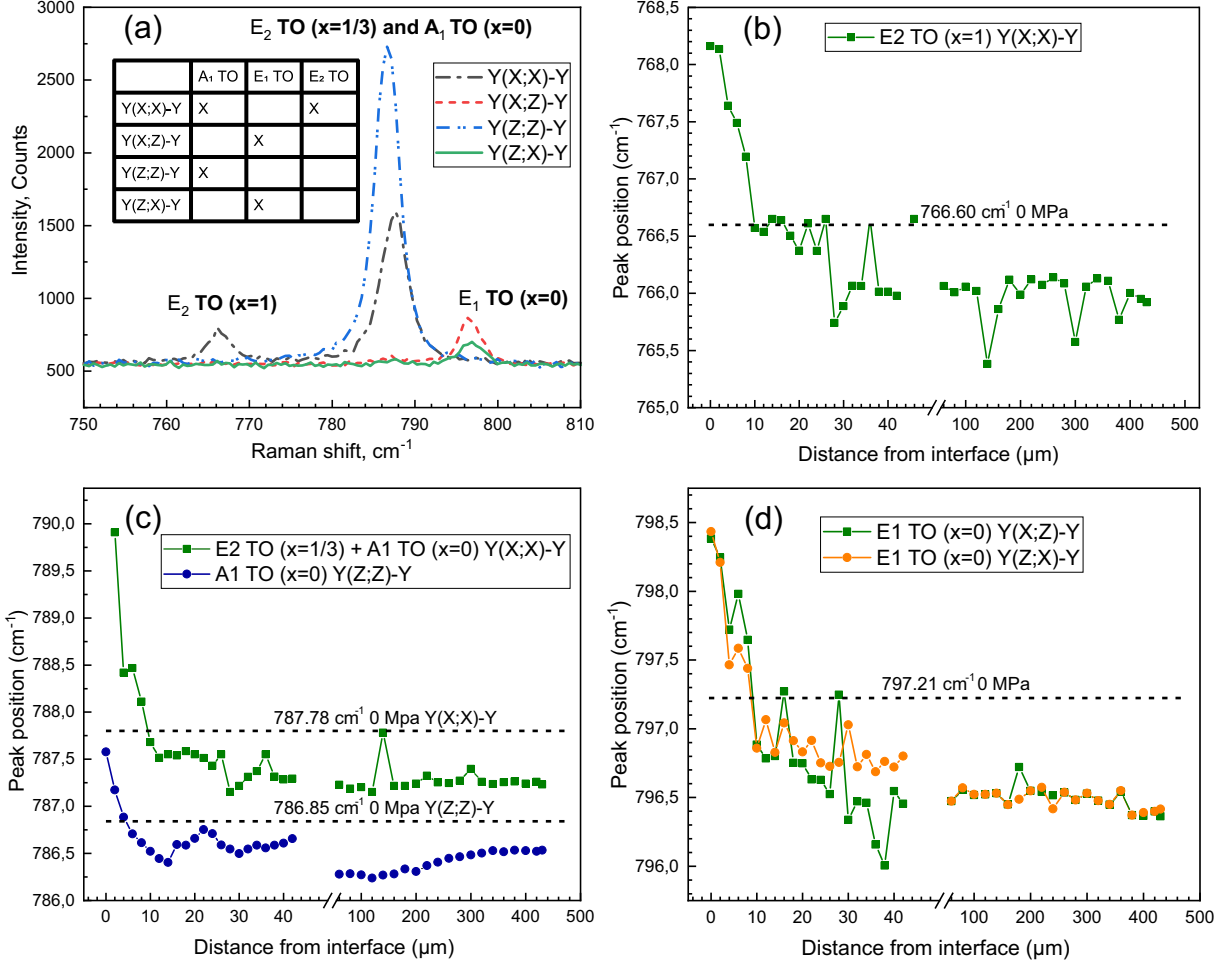 (a)
E₂ TO (x=1/3) and A₁ TO (x=0)
A₁ TO E₁ TO E₂ TO
Y(X;X)-Y X X
Y(X;Z)-Y X
Y(Z;Z)-Y X
Y(Z;X)-Y X
Y(X;X)-Y
Y(X;Z)-Y
Y(Z;Z)-Y
Y(Z;X)-Y
E₂ TO (x=1)
E₁ TO (x=0)
3000
2500
2000
1500
1000
500
Intensity, Counts
750 760 770 780 790 800 810
Raman shift, cm⁻¹
(b)
E2 TO (x=1) Y(X;X)-Y
766.60 cm⁻¹ 0 MPa
768,5
768,0
767,5
767,0
766,5
766,0
765,5
765,0
Peak position (cm⁻¹)
0 10 20 30 40 100 200 300 400 500
Distance from interface (µm)
(c)
E2 TO (x=1/3) + A1 TO (x=0) Y(X;X)-Y
A1 TO (x=0) Y(Z;Z)-Y
787.78 cm⁻¹ 0 Mpa Y(X;X)-Y
786.85 cm⁻¹ 0 Mpa Y(Z;Z)-Y
790,0
789,5
789,0
788,5
788,0
787,5
787,0
786,5
786,0
Peak position (cm⁻¹)
0 10 20 30 40 100 200 300 400 500
Distance from interface (µm)
(d)
E1 TO (x=0) Y(X;Z)-Y
E1 TO (x=0) Y(Z;X)-Y
797.21 cm⁻¹ 0 MPa
798,5
798,0
797,5
797,0
796,5
796,0
Peak position (cm⁻¹)
0 10 20 30 40 100 200 300 400 500
Distance from interface (µm)